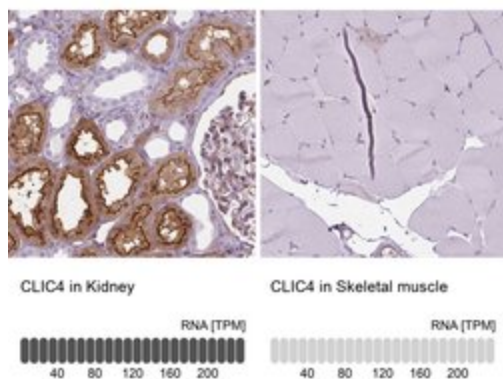 CLIC4 in Kidney
CLIC4 in Skeletal muscle
RNA [TPM]
RNA [TPM]
40 80 120 160 200
40 80 120 160 200